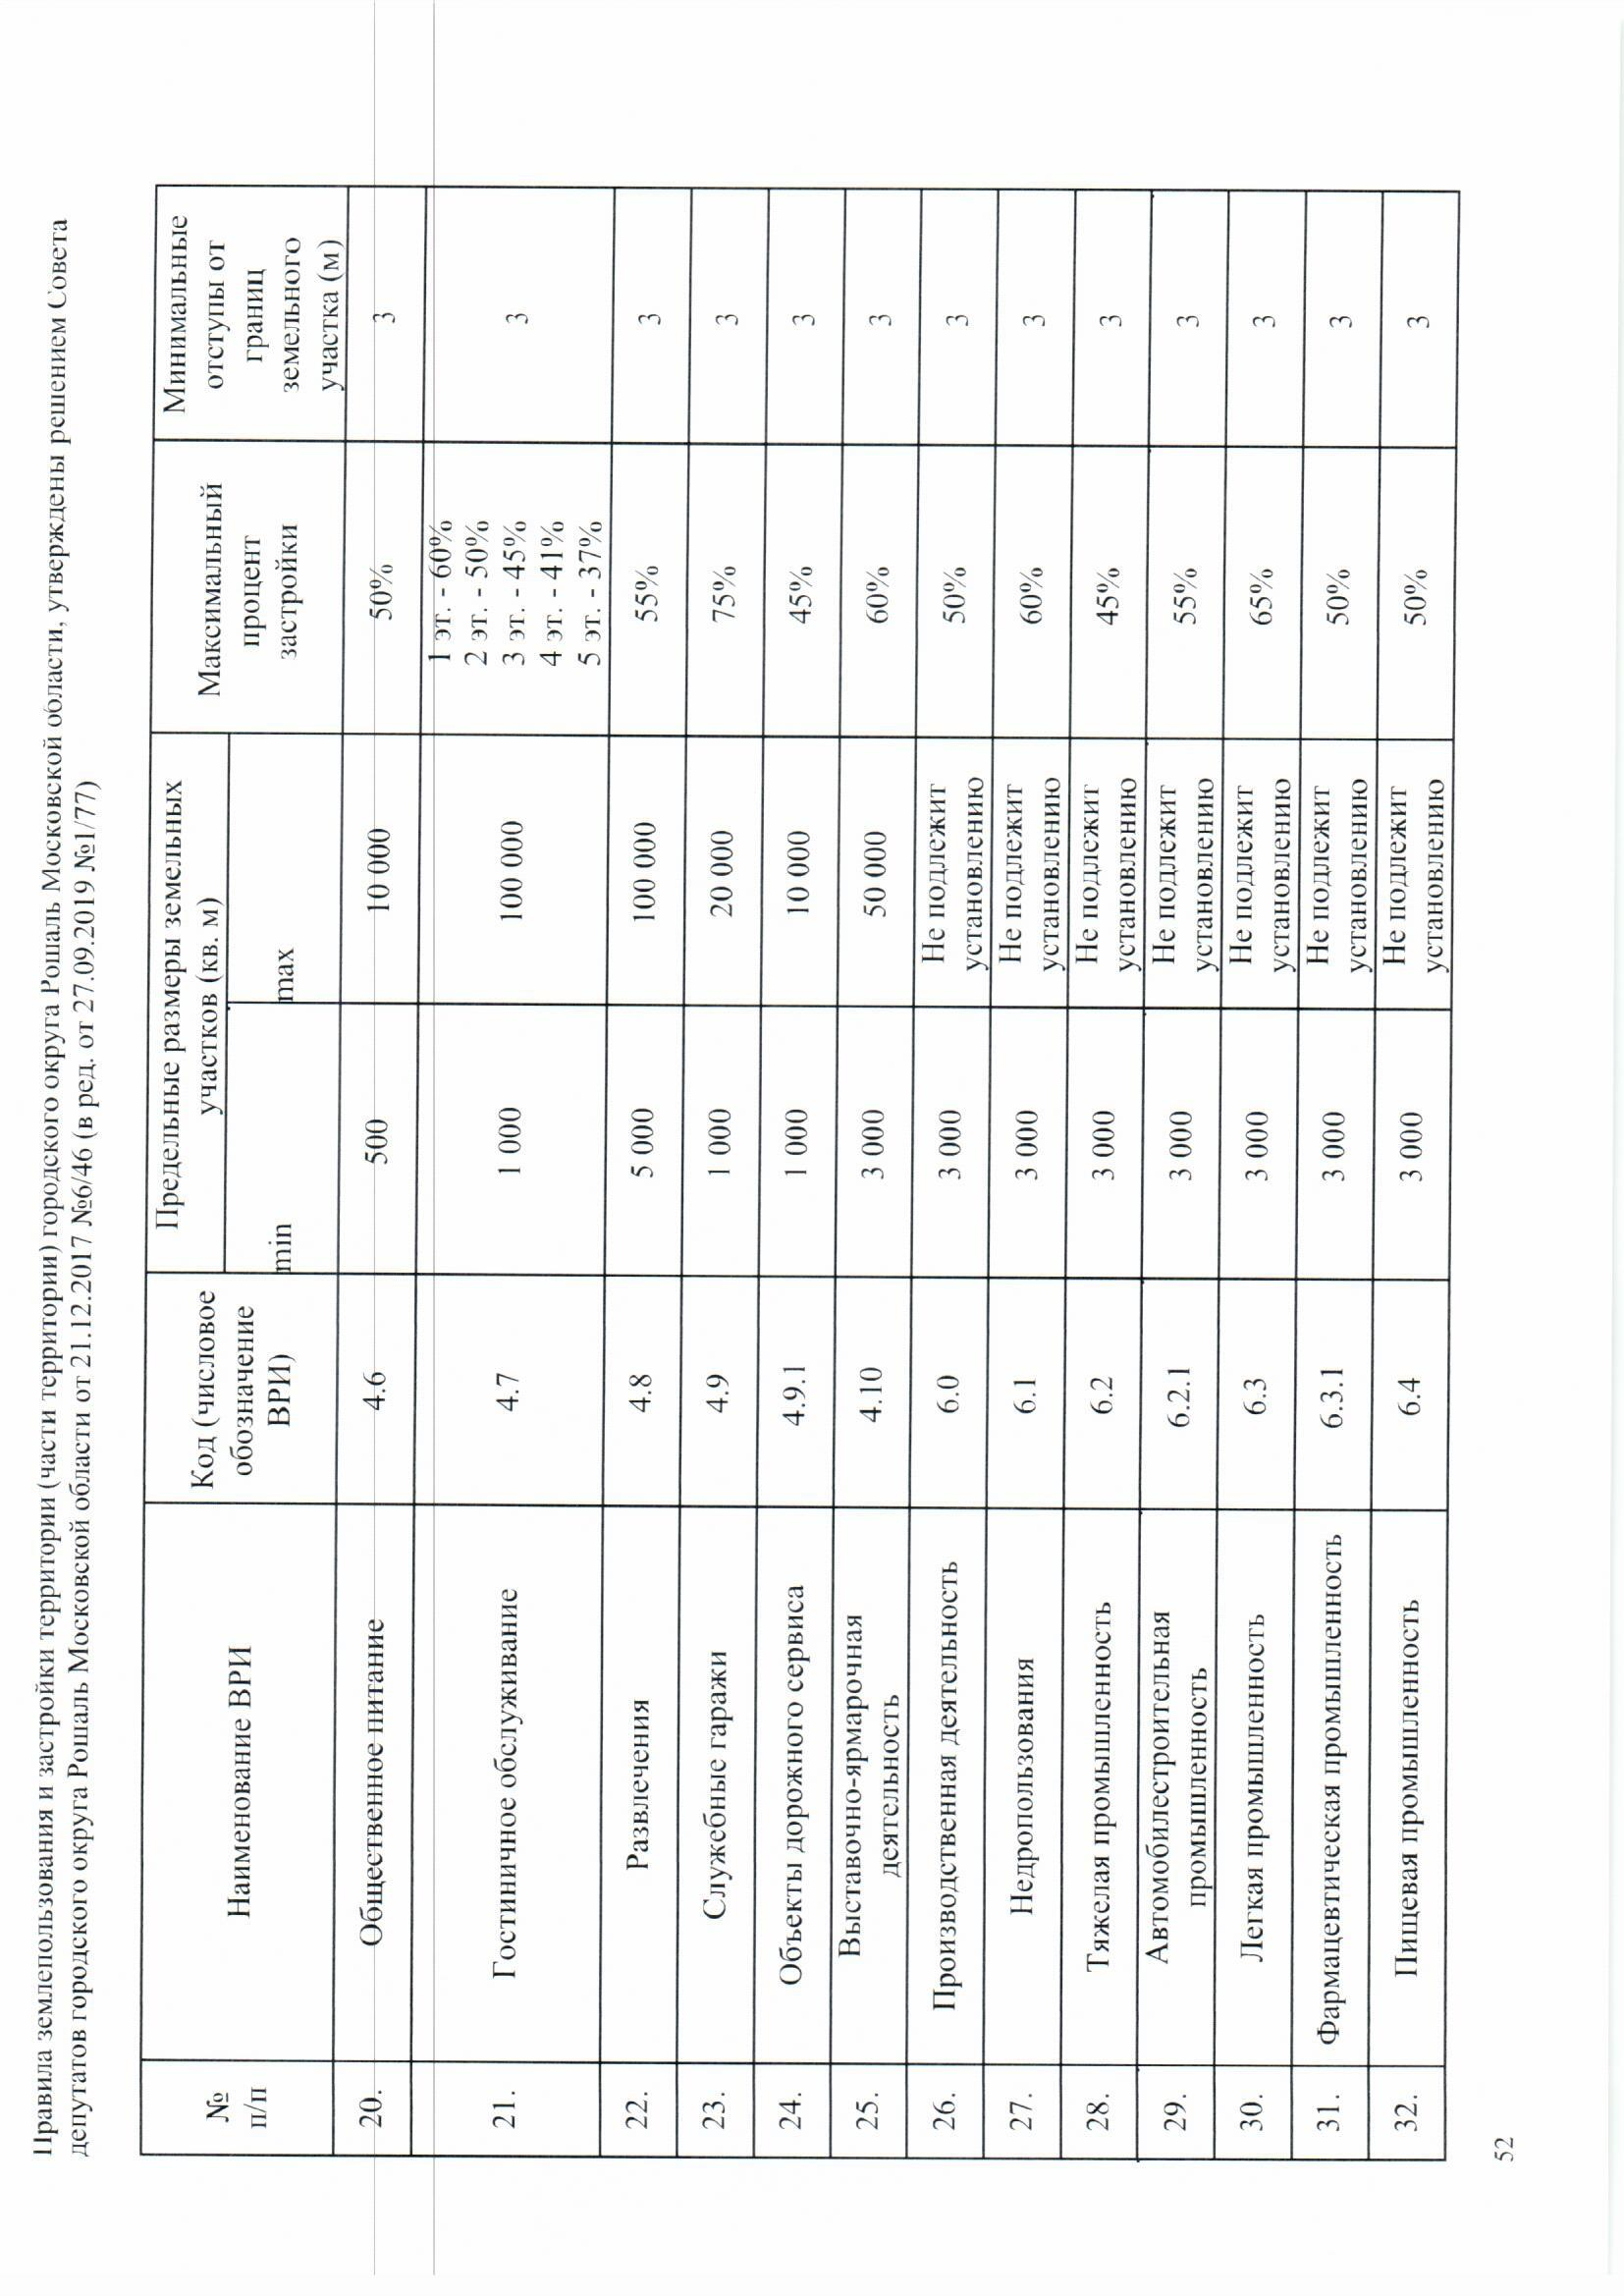 Правила землепользования и застройки территории (части территории) городского округа Рошаль Московской области, утверждены решением Совета
депутатов городского округа Рошаль Московской области от 21.12.2017 №6/46 (в ред. от 27.09.2019 №1/77)
№
п/п
Наименование ВРИ
Код (числовое
обозначение
ВРИ)
Предельные размеры земельных
участков (кв. м)
min
max
Максимальный
процент
застройки
Минимальные
отступы от
границ
земельного
участка (м)
20. Общественное питание 4.6 500 10 000 50% 3
21. Гостиничное обслуживание 4.7 1 000 100 000
1 эт. - 60%
2 эт. - 50%
3 эт. - 45%
4 эт. - 41%
5 эт. - 37%
3
22. Развлечения 4.8 5 000 100 000 55% 3
23. Служебные гаражи 4.9 1 000 20 000 75% 3
24. Объекты дорожного сервиса 4.9.1 1 000 10 000 45% 3
25. Выставочно-ярмарочная
деятельность
4.10 3 000 50 000 60% 3
26. Производственная деятельность 6.0 3 000 Не подлежит
установлению
50% 3
27. Недропользования 6.1 3 000 Не подлежит
установлению
60% 3
28. Тяжелая промышленность 6.2 3 000 Не подлежит
установлению
45% 3
29. Автомобилестроительная
промышленность
6.2.1 3 000 Не подлежит
установлению
55% 3
30. Легкая промышленность 6.3 3 000 Не подлежит
установлению
65% 3
31. Фармацевтическая промышленность 6.3.1 3 000 Не подлежит
установлению
50% 3
32. Пищевая промышленность 6.4 3 000 Не подлежит
установлению
50% 3
52